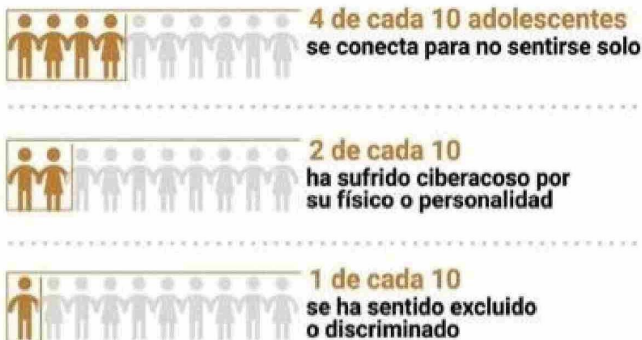 4 de cada 10 adolescentes
se conecta para no sentirse solo
2 de cada 10
ha sufrido ciberacoso por
su físico o personalidad
1 de cada 10
se ha sentido excluido
o discriminado